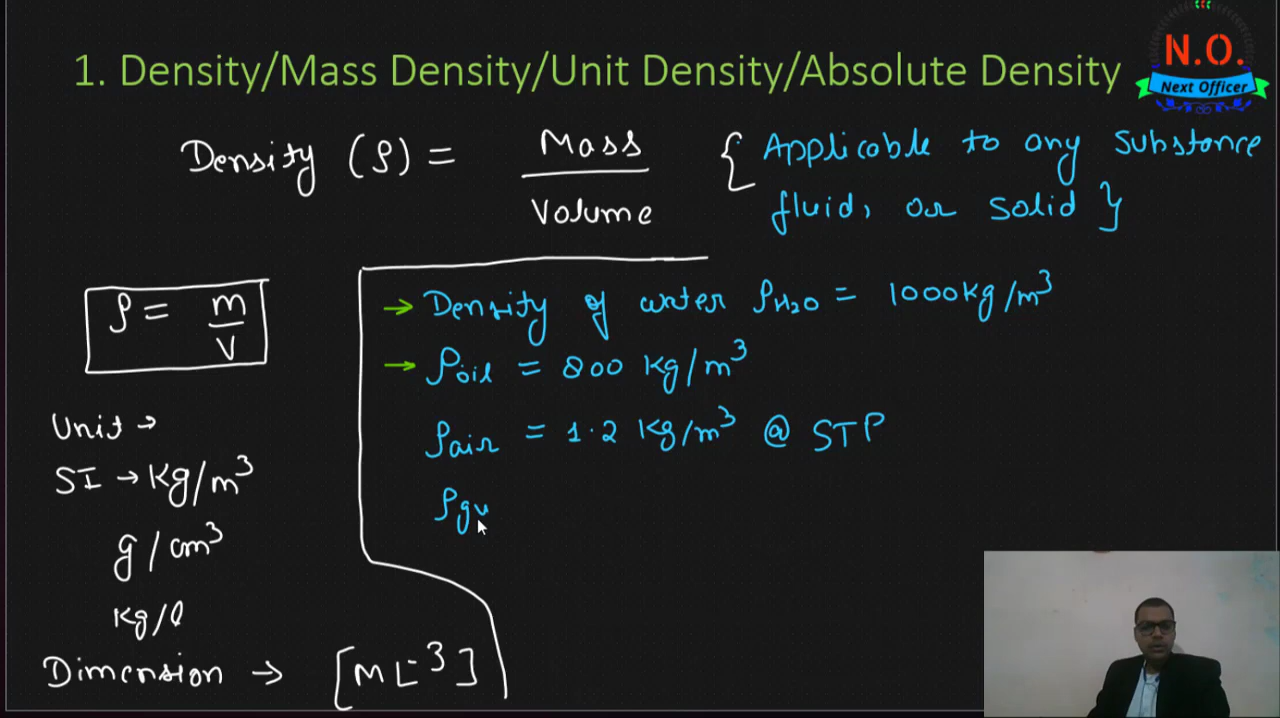 1. Density/Mass Density/Unit Density/Absolute Density
N.O.
Next Officer
Density (ρ) = Mass / Volume { Applicable to any substance
fluid, or solid }
ρ = m / V
Unit →
SI → Kg/m³
g/cm³
Kg/l
Dimension → [ML⁻³]
→ Density of water ρH₂O = 1000 kg/m³
→ ρoil = 800 kg/m³
ρair = 1.2 kg/m³ @ STP